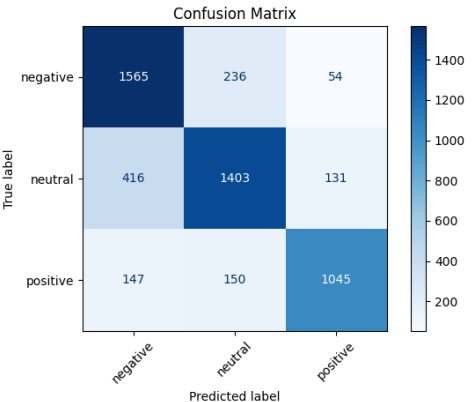 Confusion Matrix
True label
negative 1565 236 54
neutral 416 1403 131
positive 147 150 1045
negative neutral positive
Predicted label
1400
1200
1000
800
600
400
200